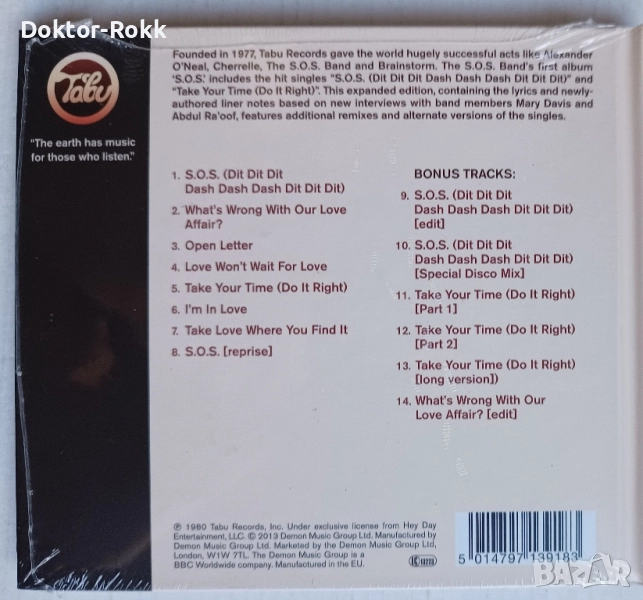 Doktor-Rokk
Founded in 1977, Tabu Records gave the world hugely successful acts like Alexander
O'Neal, Cherrelle, The S.O.S. Band and Brainstorm. The S.O.S. Band's first album
'S.O.S.' includes the hit singles "S.O.S. (Dit Dit Dit Dash Dash Dash Dit Dit Dit)" and
"Take Your Time (Do It Right)". This expanded edition, containing the lyrics and newly-
authored liner notes based on new interviews with band members Mary Davis and
Abdul Ra'oof, features additional remixes and alternate versions of the singles.
Tabu
"The earth has music
for those who listen."
1. S.O.S. (Dit Dit Dit
Dash Dash Dash Dit Dit Dit)
2. What's Wrong With Our Love
Affair?
3. Open Letter
4. Love Won't Wait For Love
5. Take Your Time (Do It Right)
6. I'm In Love
7. Take Love Where You Find It
8. S.O.S. [reprise]
BONUS TRACKS:
9. S.O.S. (Dit Dit Dit
Dash Dash Dash Dit Dit Dit)
[edit]
10. S.O.S. (Dit Dit Dit
Dash Dash Dash Dit Dit Dit)
[Special Disco Mix]
11. Take Your Time (Do It Right)
[Part 1]
12. Take Your Time (Do It Right)
[Part 2]
13. Take Your Time (Do It Right)
[long version])
14. What's Wrong With Our
Love Affair? [edit]
℗ 1980 Tabu Records, Inc. Under exclusive license from Hey Day
Entertainment, LLC. © 2013 Demon Music Group Ltd. Manufactured by
Demon Music Group Ltd. Marketed by the Demon Music Group Ltd,
London, W1W 7TL. The Demon Music Group Ltd is a
BBC Worldwide company. Manufactured in the EU.
5 014797 139183
BAZAR